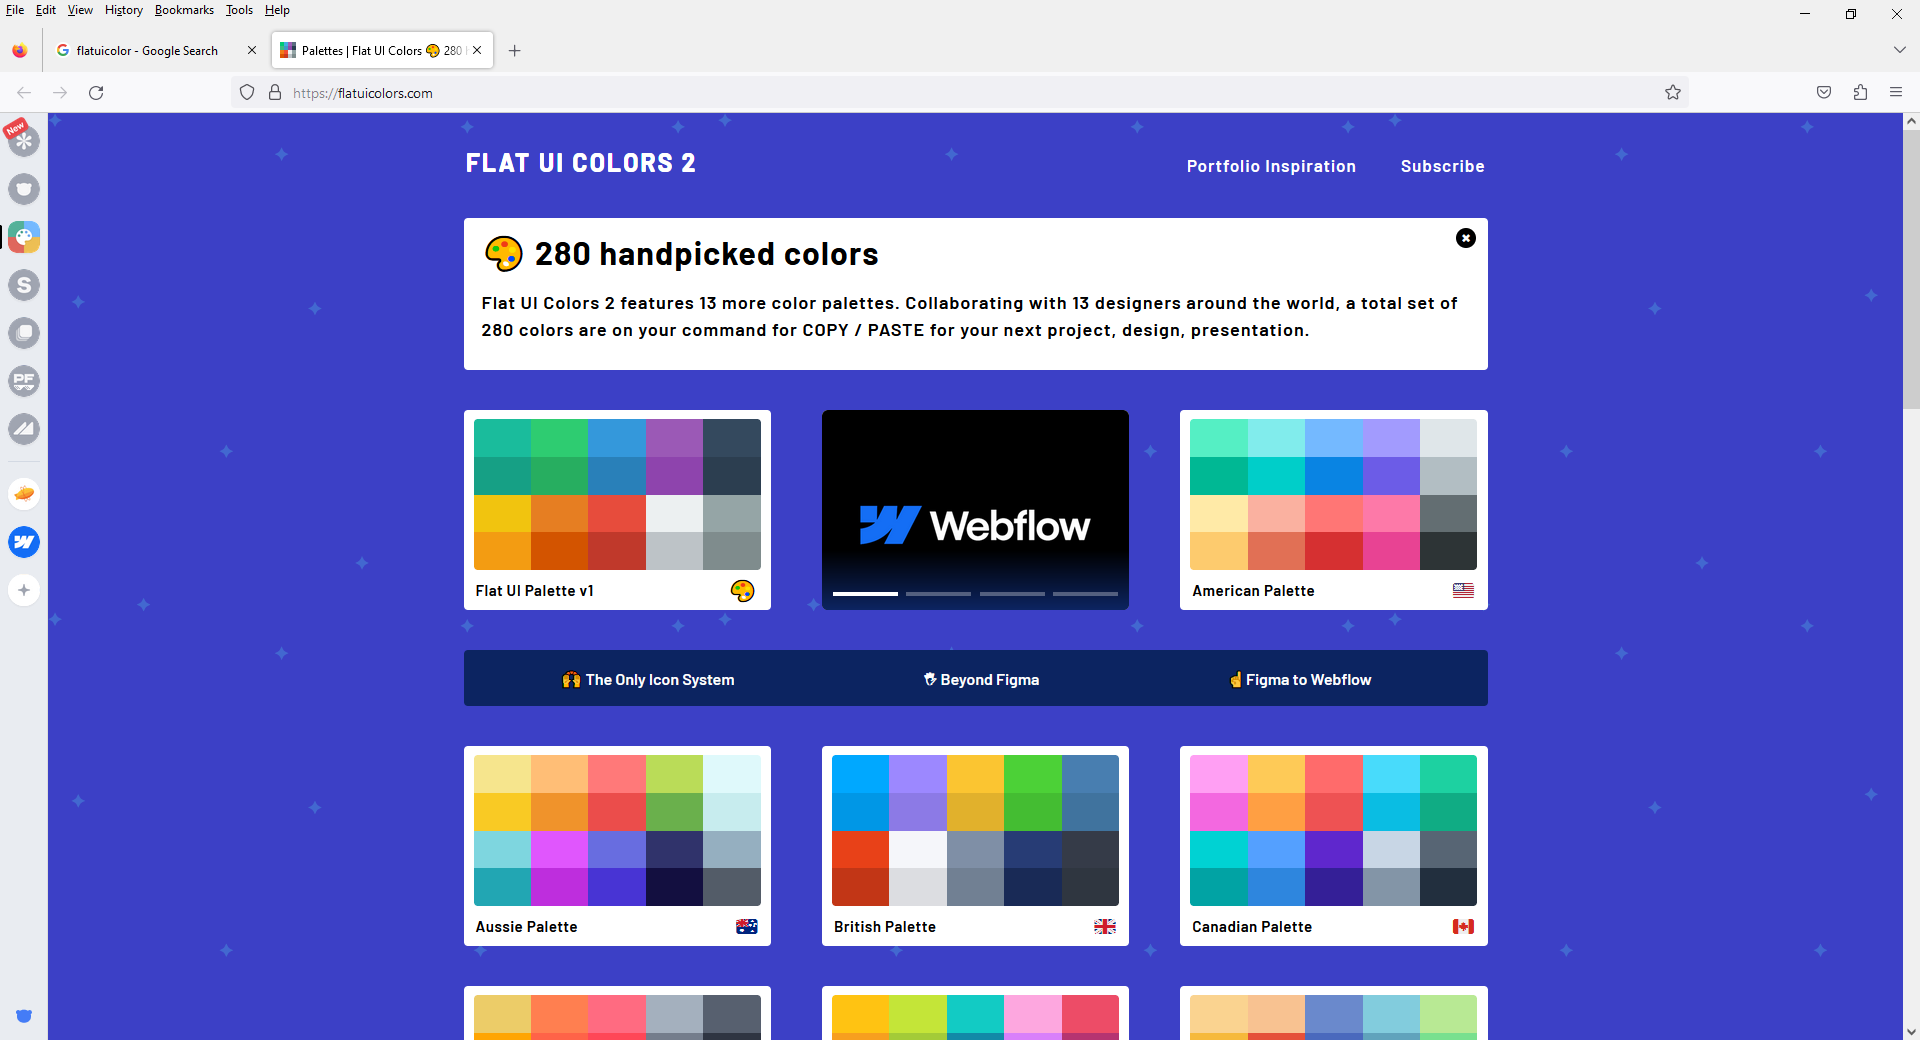 File Edit View History Bookmarks Tools Help
flatuicolor - Google Search
Palettes | Flat UI Colors 🎨 280
https://flatuicolors.com
New
S
PF
FLAT UI COLORS 2
Portfolio Inspiration
Subscribe
🎨 280 handpicked colors
Flat UI Colors 2 features 13 more color palettes. Collaborating with 13 designers around the world, a total set of
280 colors are on your command for COPY / PASTE for your next project, design, presentation.
Webflow
Flat UI Palette v1
American Palette
The Only Icon System
Beyond Figma
Figma to Webflow
Aussie Palette
British Palette
Canadian Palette